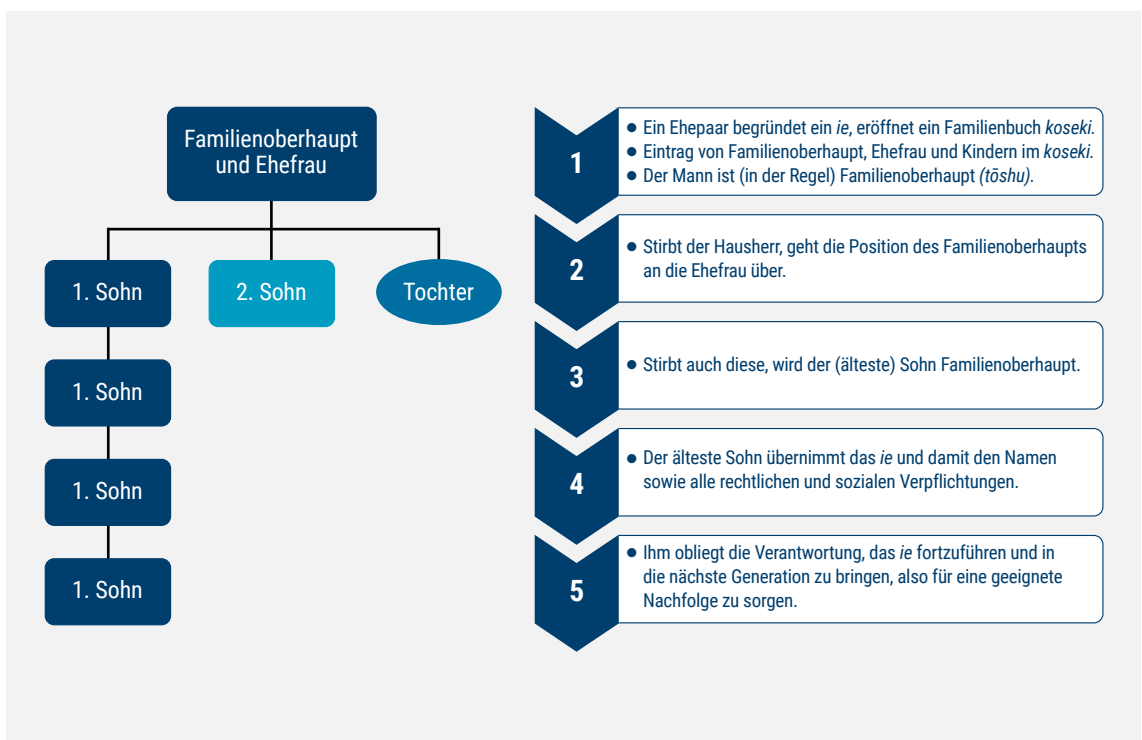 Familienoberhaupt
und Ehefrau
1. Sohn
2. Sohn
Tochter
1. Sohn
1. Sohn
1. Sohn
1
● Ein Ehepaar begründet ein ie, eröffnet ein Familienbuch koseki.
● Eintrag von Familienoberhaupt, Ehefrau und Kindern im koseki.
● Der Mann ist (in der Regel) Familienoberhaupt (tōshu).
2
● Stirbt der Hausherr, geht die Position des Familienoberhaupts
an die Ehefrau über.
3
● Stirbt auch diese, wird der (älteste) Sohn Familienoberhaupt.
4
● Der älteste Sohn übernimmt das ie und damit den Namen
sowie alle rechtlichen und sozialen Verpflichtungen.
5
● Ihm obliegt die Verantwortung, das ie fortzuführen und in
die nächste Generation zu bringen, also für eine geeignete
Nachfolge zu sorgen.